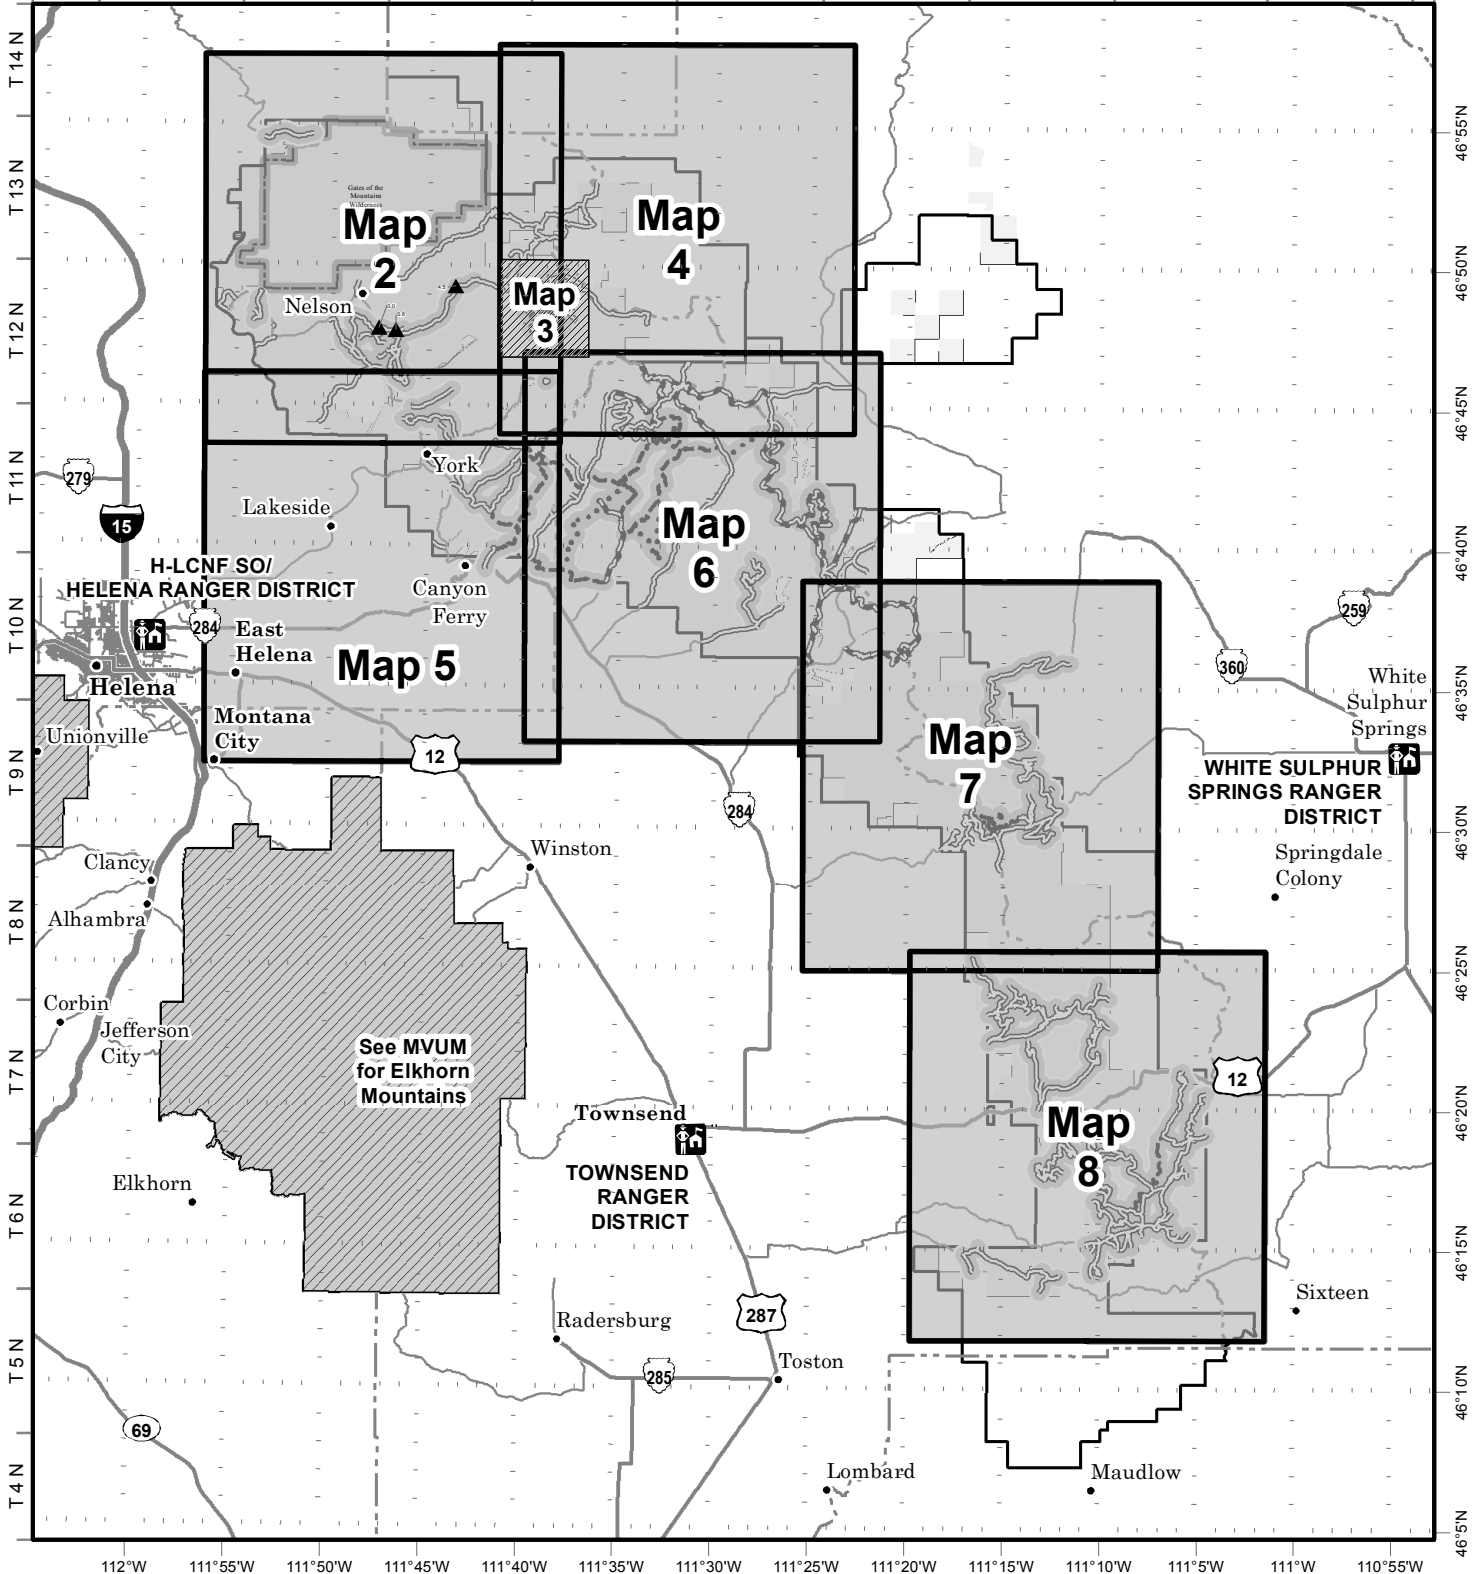 T 14 N
T 13 N
T 12 N
T 11 N
T 10 N
T 9 N
T 8 N
T 7 N
T 6 N
T 5 N
T 4 N
Gates of the
Mountains
Wilderness
Map
2
Map
4
Map
3
Nelson
York
Lakeside
279
15
H-LCNF SO/
HELENA RANGER DISTRICT
284
East
Helena
Helena
Canyon
Ferry
Map 5
Map
6
Montana
City
Unionville
12
Map
7
284
259
360
White
Sulphur
Springs
WHITE SULPHUR
SPRINGS RANGER
DISTRICT
Springdale
Colony
Clancy
Alhambra
Winston
Corbin
Jefferson
City
See MVUM
for Elkhorn
Mountains
Townsend
TOWNSEND
RANGER
DISTRICT
12
Map
8
Elkhorn
287
Radersburg
285
Toston
Sixteen
69
Lombard
Maudlow
46°55'N
46°50'N
46°45'N
46°40'N
46°35'N
46°30'N
46°25'N
46°20'N
46°15'N
46°10'N
46°5'N
112°W
111°55'W
111°50'W
111°45'W
111°40'W
111°35'W
111°30'W
111°25'W
111°20'W
111°15'W
111°10'W
111°5'W
111°W
110°55'W